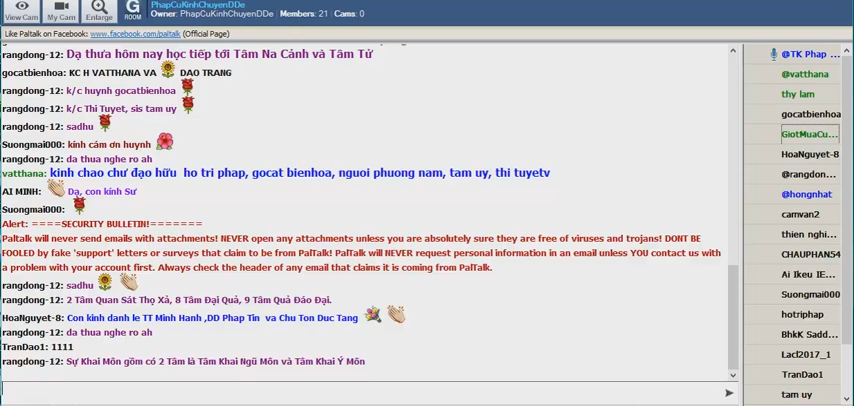 PhapCuKinhChuyenDDe
View Cam
My Cam
Enlarge
G
ROOM
Owner: PhapCuKinhChuyenDDe | Members: 21 | Cams: 0
Like Paltalk on Facebook: www.facebook.com/paltalk (Official Page)
rangdong-12: Dạ thưa hôm nay học tiếp tới Tâm Na Cảnh và Tâm Tử
gocatbienhoa: KC H VATTHANA VA DAO TRANG
rangdong-12: k/c huynh gocatbienhoa
rangdong-12: k/c Thi Tuyet, sis tam uy
rangdong-12: sadhu
Suongmai000: kính cám ơn huynh
rangdong-12: da thua nghe ro ah
vatthana: kinh chao chư đạo hữu ho tri phap, gocat bienhoa, nguoi phuong nam, tam uy, thi tuyetv
AI MINH: Dạ, con kính Sư
Suongmai000:
Alert: ====SECURITY BULLETIN!=======
Paltalk will never send emails with attachments! NEVER open any attachments unless you are absolutely sure they are free of viruses and trojans! DONT BE
FOOLED by fake 'support' letters or surveys that claim to be from PalTalk! PalTalk will NEVER request personal information in an email unless YOU contact us with
a problem with your account first. Always check the header of any email that claims it is coming from PalTalk.
rangdong-12: sadhu
rangdong-12: 2 Tâm Quan Sát Thọ Xả, 8 Tâm Đại Quả, 9 Tâm Quả Đáo Đại.
HoaNguyet-8: Con kinh danh le TT Minh Hanh ,DD Phap Tin va Chu Ton Duc Tang
rangdong-12: da thua nghe ro ah
TranDao1: 1111
rangdong-12: Sự Khai Môn gồm có 2 Tâm là Tâm Khai Ngũ Môn và Tâm Khai Ý Môn
@TK Phap ...
@vatthana
thy lam
gocatbienhoa
GiotMuaCu...
HoaNguyet-8
@rangdon...
@hongnhat
camvan2
thien nghi...
CHAUPHAN54
Ai Ikeu IE...
Suongmai000
hotriphap
BhkK Sadd...
Lacl2017_1
TranDao1
tam uy